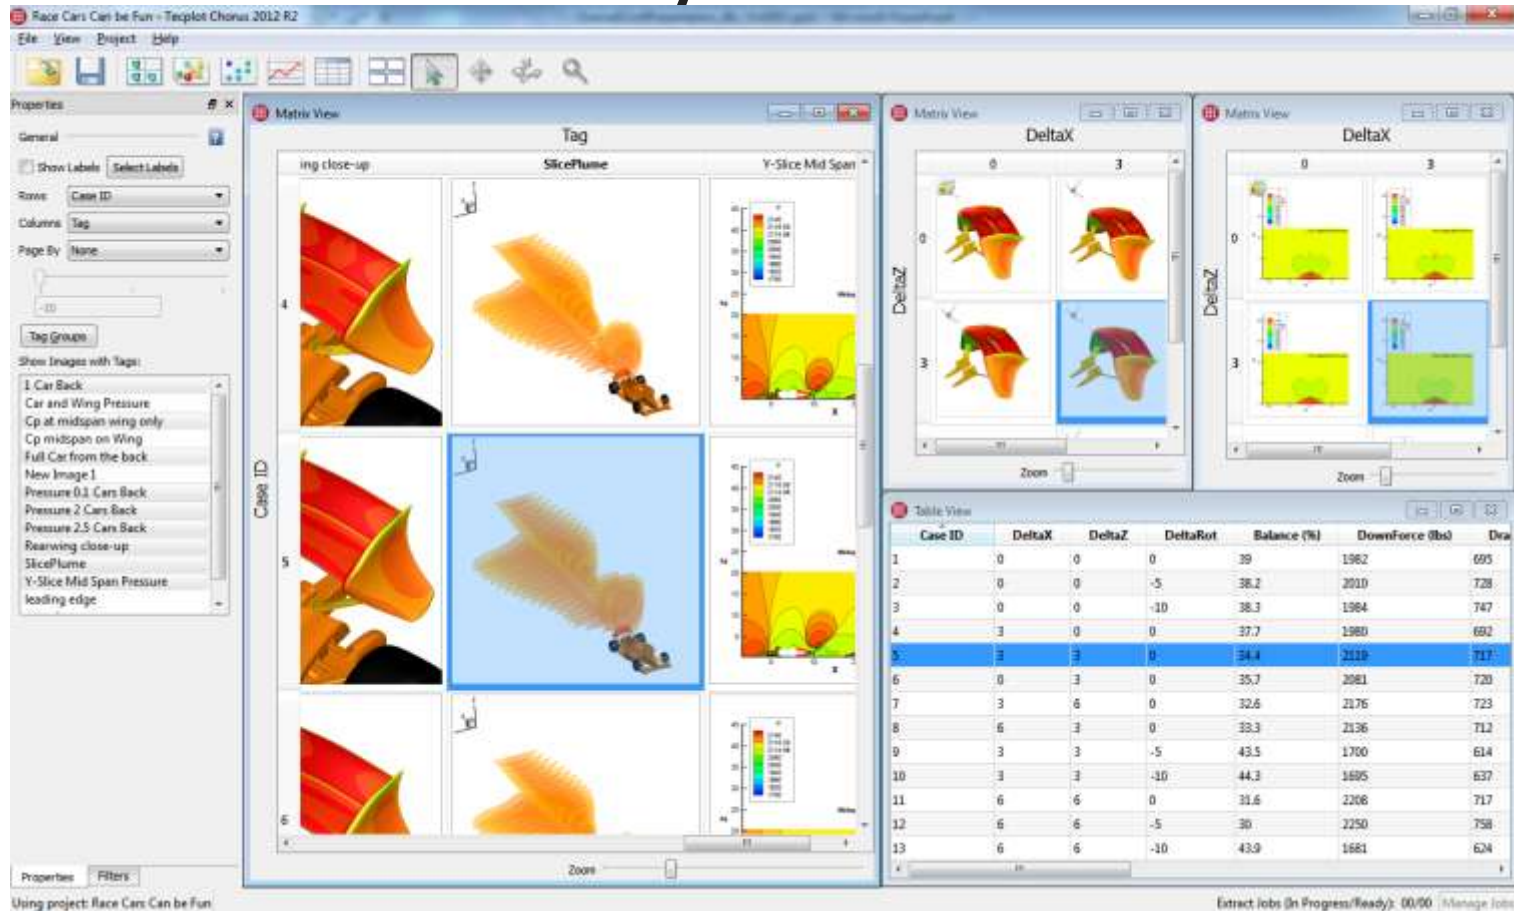 Race Cars Can be Fun - Tecplot Chorus 2012 R2
File View Project Help
Properties
General
Show Labels Select Labels
Rows Case ID
Columns Tag
Page By None
-10
Tag Groups
Show Images with Tags:
1 Car Back
Car and Wing Pressure
Cp at midspan wing only
Cp midspan on Wing
Full Car from the back
New Image 1
Pressure 0.1 Cars Back
Pressure 2 Cars Back
Pressure 2.5 Cars Back
Rearwing close-up
SlicePlume
Y-Slice Mid Span Pressure
leading edge
Properties Filters
Using project: Race Cars Can be Fun
Matrix View
Tag
ing close-up SlicePlume Y-Slice Mid Span
Case ID
4
5
6
Zoom
Matrix View
DeltaX
0 3
DeltaZ
0
3
Zoom
Matrix View
DeltaX
0 3
DeltaZ
0
3
Zoom
Table View
Case ID DeltaX DeltaZ DeltaRot Balance (%) DownForce (lbs) Dra
1 0 0 0 39 1982 695
2 0 0 -5 38.2 2010 728
3 0 0 -10 38.3 1984 747
4 3 0 0 37.7 1980 692
5 3 3 0 34.4 2119 717
6 0 3 0 35.7 2081 720
7 3 6 0 32.6 2176 723
8 6 3 0 33.3 2136 712
9 3 3 -5 43.5 1700 614
10 3 3 -10 44.3 1695 637
11 6 6 0 31.6 2208 717
12 6 6 -5 30 2250 758
13 6 6 -10 43.9 1681 624
Extract Jobs (In Progress/Ready): 00/00 Manage Jobs